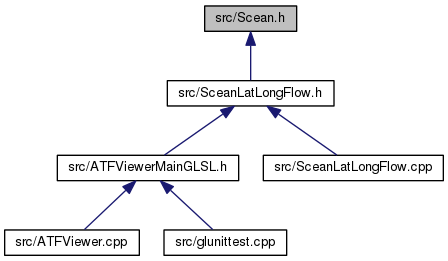 src/Scean.h
src/SceanLatLongFlow.h
src/ATFViewerMainGLSL.h
src/SceanLatLongFlow.cpp
src/ATFViewer.cpp
src/glunittest.cpp